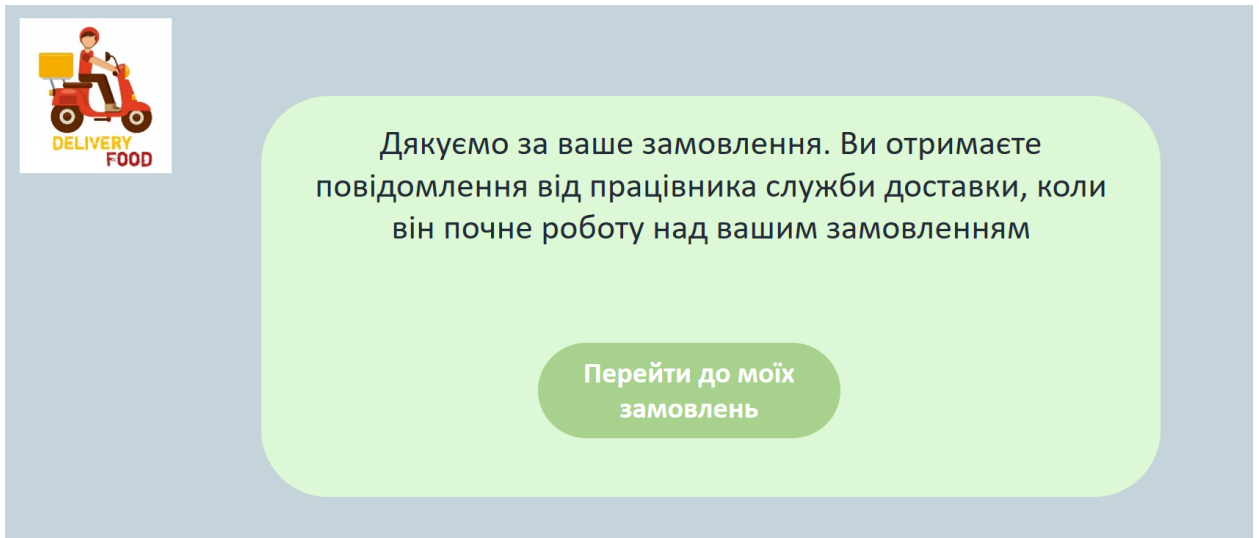 DELIVERY
FOOD
Дякуємо за ваше замовлення. Ви отримаєте
повідомлення від працівника служби доставки, коли
він почне роботу над вашим замовленням
Перейти до моїх
замовлень